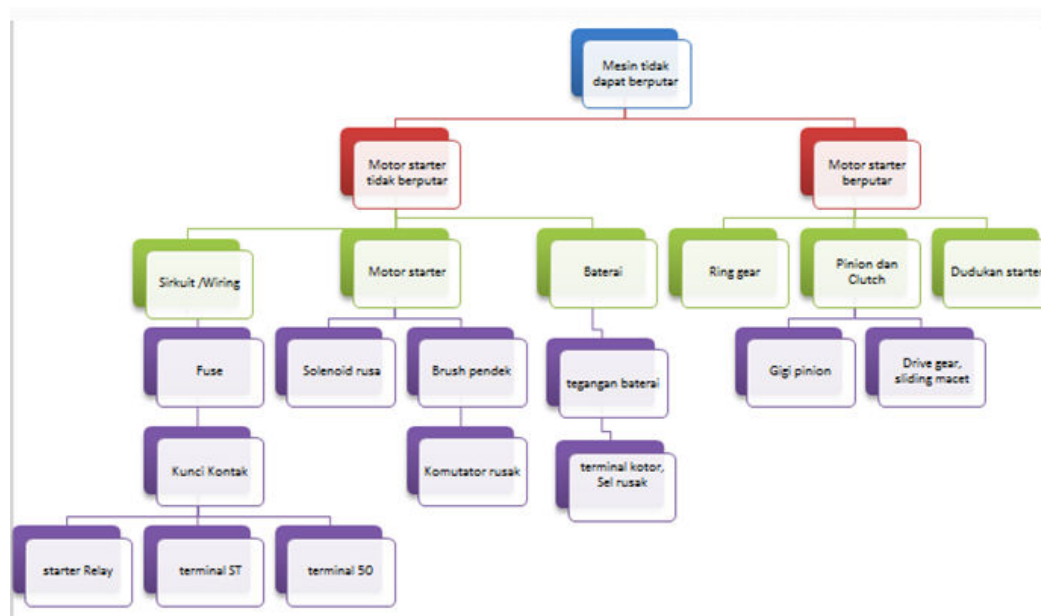 Mesin tidak
dapat berputar
Motor starter
tidak berputar
Motor starter
berputar
Sirkuit /Wiring
Motor starter
Baterai
Ring gear
Pinion dan
Clutch
Dudukan starter
Fuse
Solenoid rusa
Brush pendek
tegangan baterai
Gigi pinion
Drive gear,
sliding macet
Kunci Kontak
Komutator rusak
terminal kotor,
Sel rusak
starter Relay
terminal ST
terminal 50